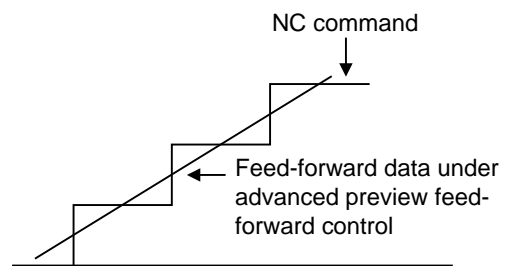 NC command
Feed-forward data under
advanced preview feed-
forward control